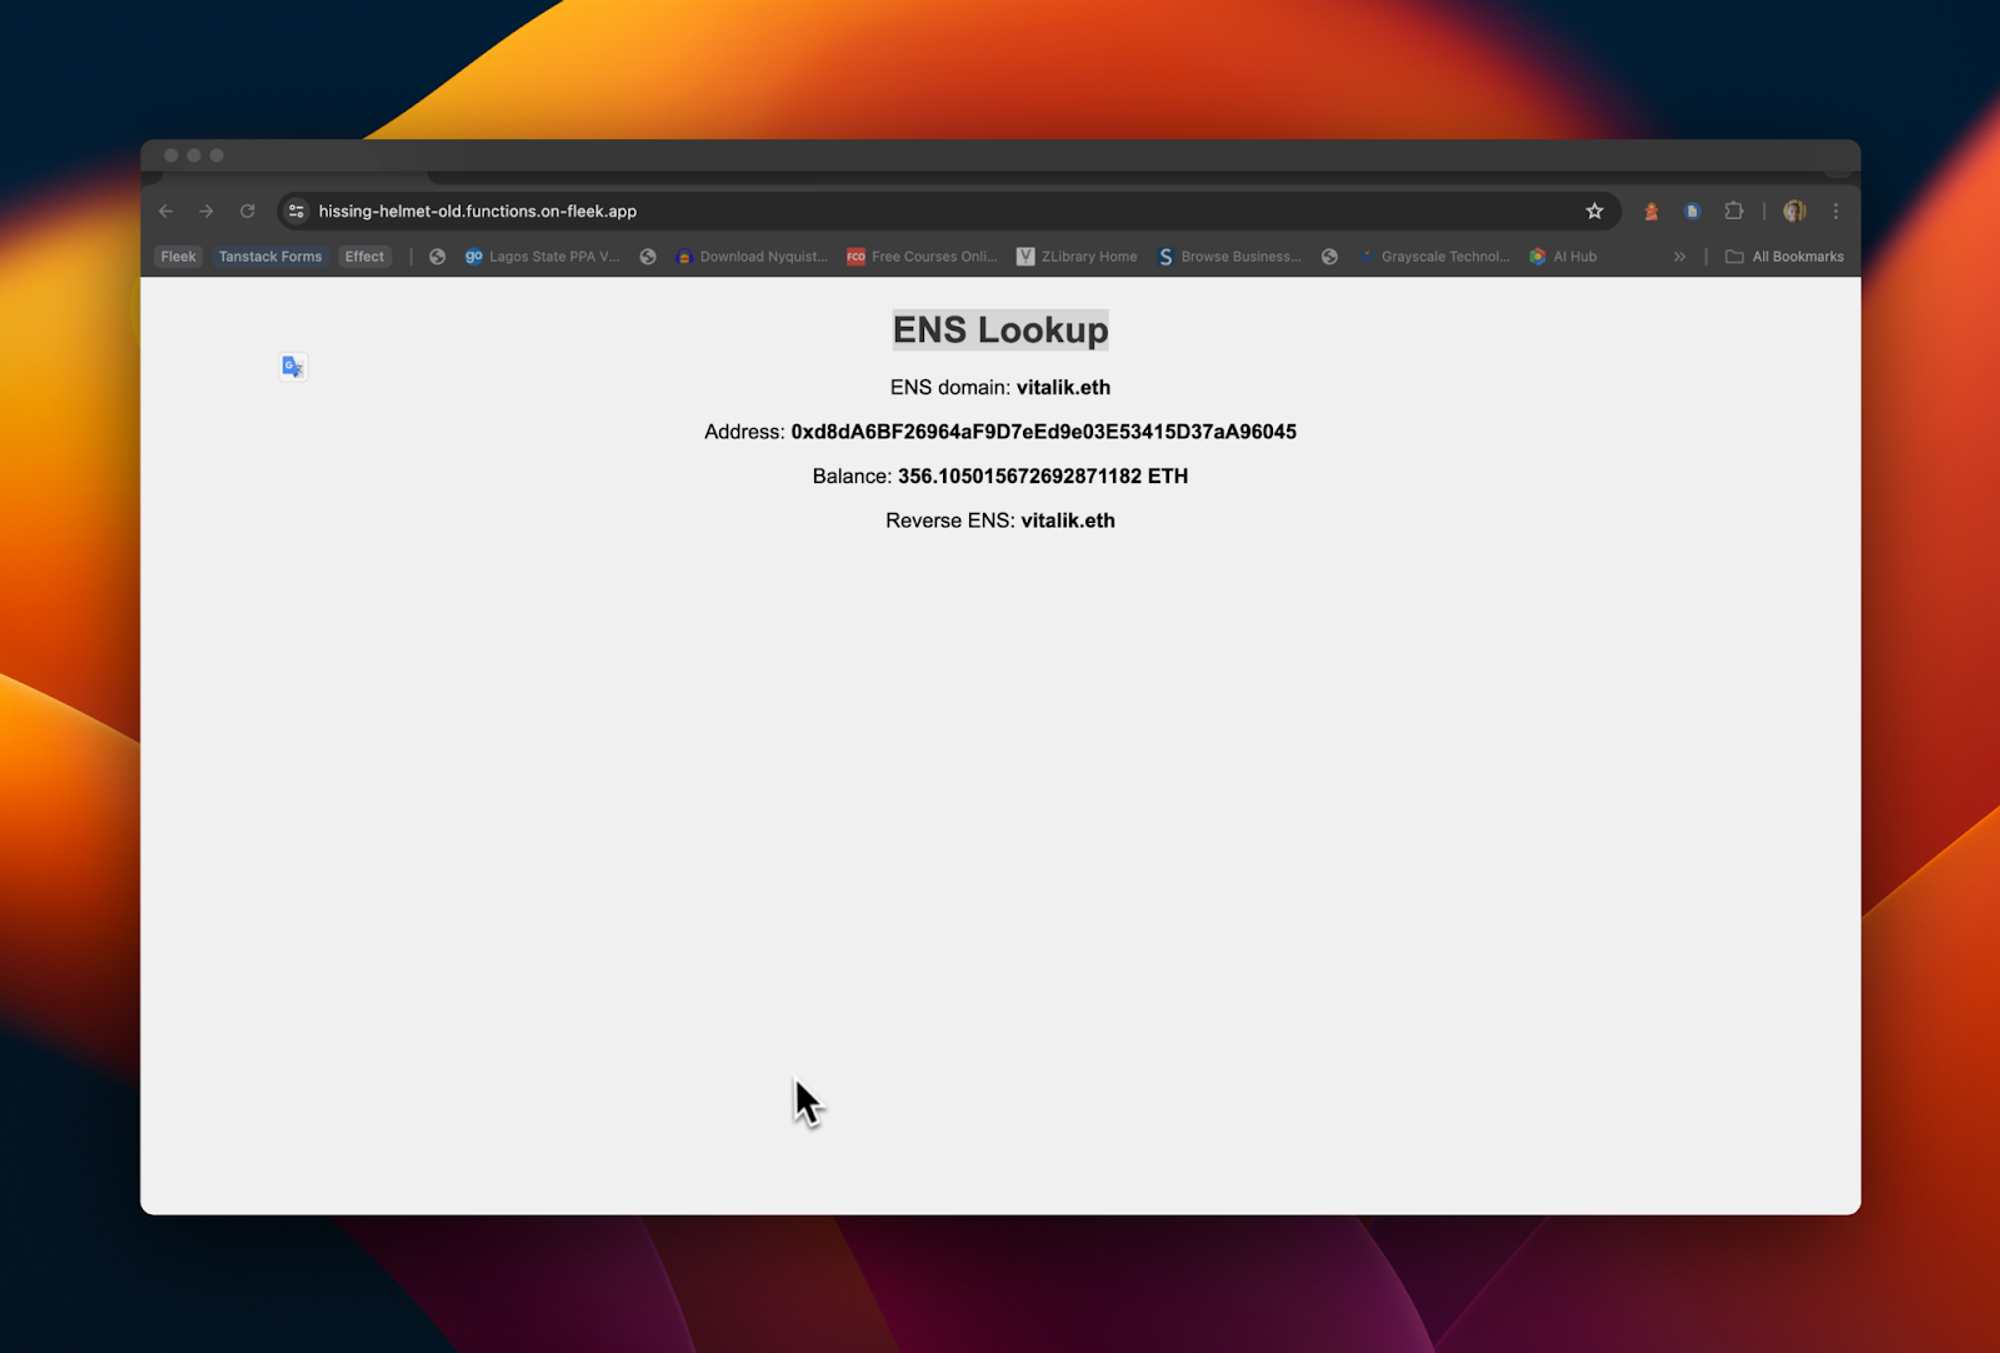 hissing-helmet-old.functions.on-fleek.app
Fleek Tanstack Forms Effect go Lagos State PPA V... Download Nyquist... FCO Free Courses Onli... ZLibrary Home S Browse Business... Grayscale Technol... AI Hub » All Bookmarks
ENS Lookup
ENS domain: vitalik.eth
Address: 0xd8dA6BF26964aF9D7eEd9e03E53415D37aA96045
Balance: 356.105015672692871182 ETH
Reverse ENS: vitalik.eth